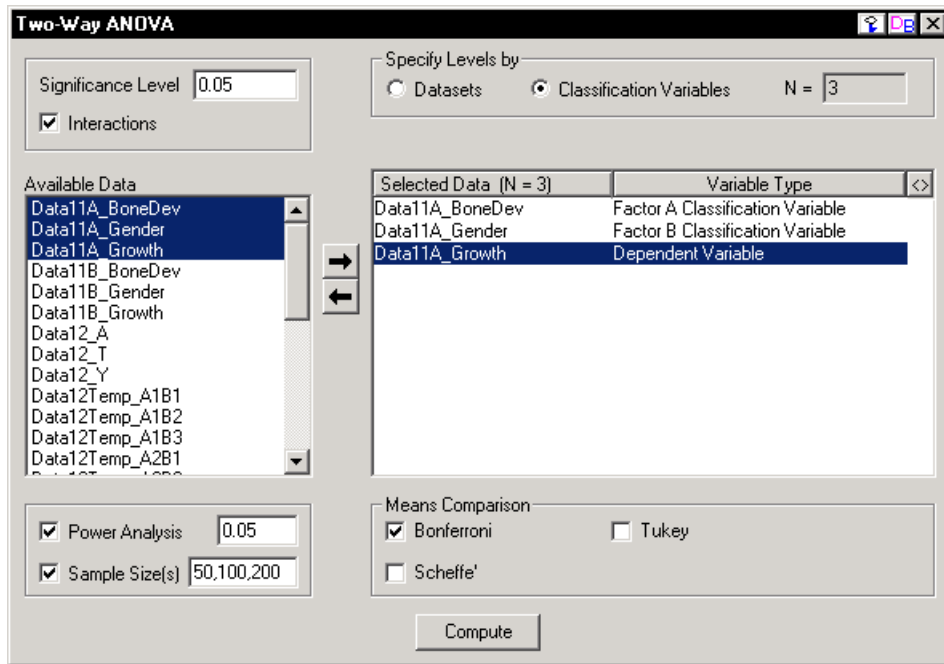 Two-Way ANOVA
DB
Significance Level 0.05
Interactions
Specify Levels by
Datasets Classification Variables N = 3
Available Data
Data11A_BoneDev
Data11A_Gender
Data11A_Growth
Data11B_BoneDev
Data11B_Gender
Data11B_Growth
Data12_A
Data12_T
Data12_Y
Data12Temp_A1B1
Data12Temp_A1B2
Data12Temp_A1B3
Data12Temp_A2B1
Selected Data (N = 3) Variable Type <>
Data11A_BoneDev Factor A Classification Variable
Data11A_Gender Factor B Classification Variable
Data11A_Growth Dependent Variable
Power Analysis 0.05
Sample Size(s) 50,100,200
Means Comparison
Bonferroni Tukey
Scheffe'
Compute